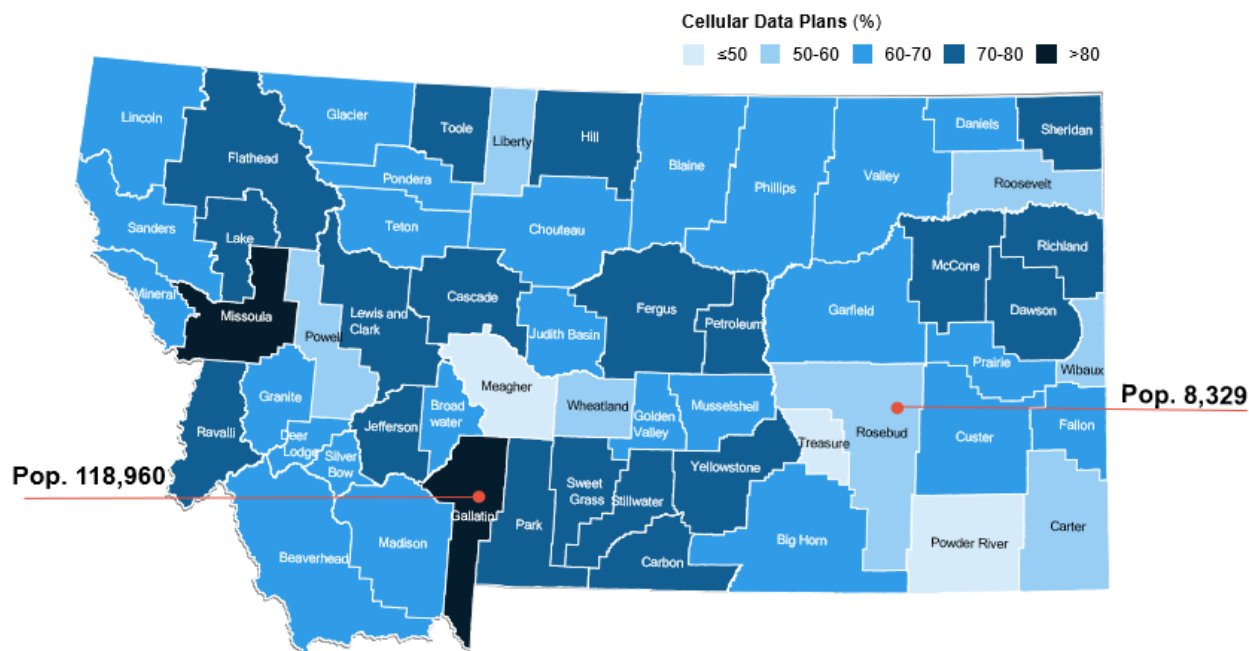 Cellular Data Plans (%)
≤50 50-60 60-70 70-80 >80
Lincoln
Flathead
Glacier
Toole
Liberty
Hill
Blaine
Phillips
Valley
Daniels
Sheridan
Roosevelt
Pondera
Teton
Chouteau
Sanders
Lake
Mineral
Missoula
Powell
Lewis and
Clark
Cascade
Judith Basin
Fergus
Petroleum
Garfield
McCone
Richland
Dawson
Prairie
Wibaux
Pop. 8,329
Meagher
Wheatland
Golden
Valley
Musselshell
Treasure
Rosebud
Custer
Fallon
Granite
Broad
water
Jefferson
Ravalli
Deer
Lodge
Silver
Bow
Pop. 118,960
Gallatin
Park
Sweet
Grass
Stillwater
Yellowstone
Carbon
Big Horn
Powder River
Carter
Beaverhead
Madison